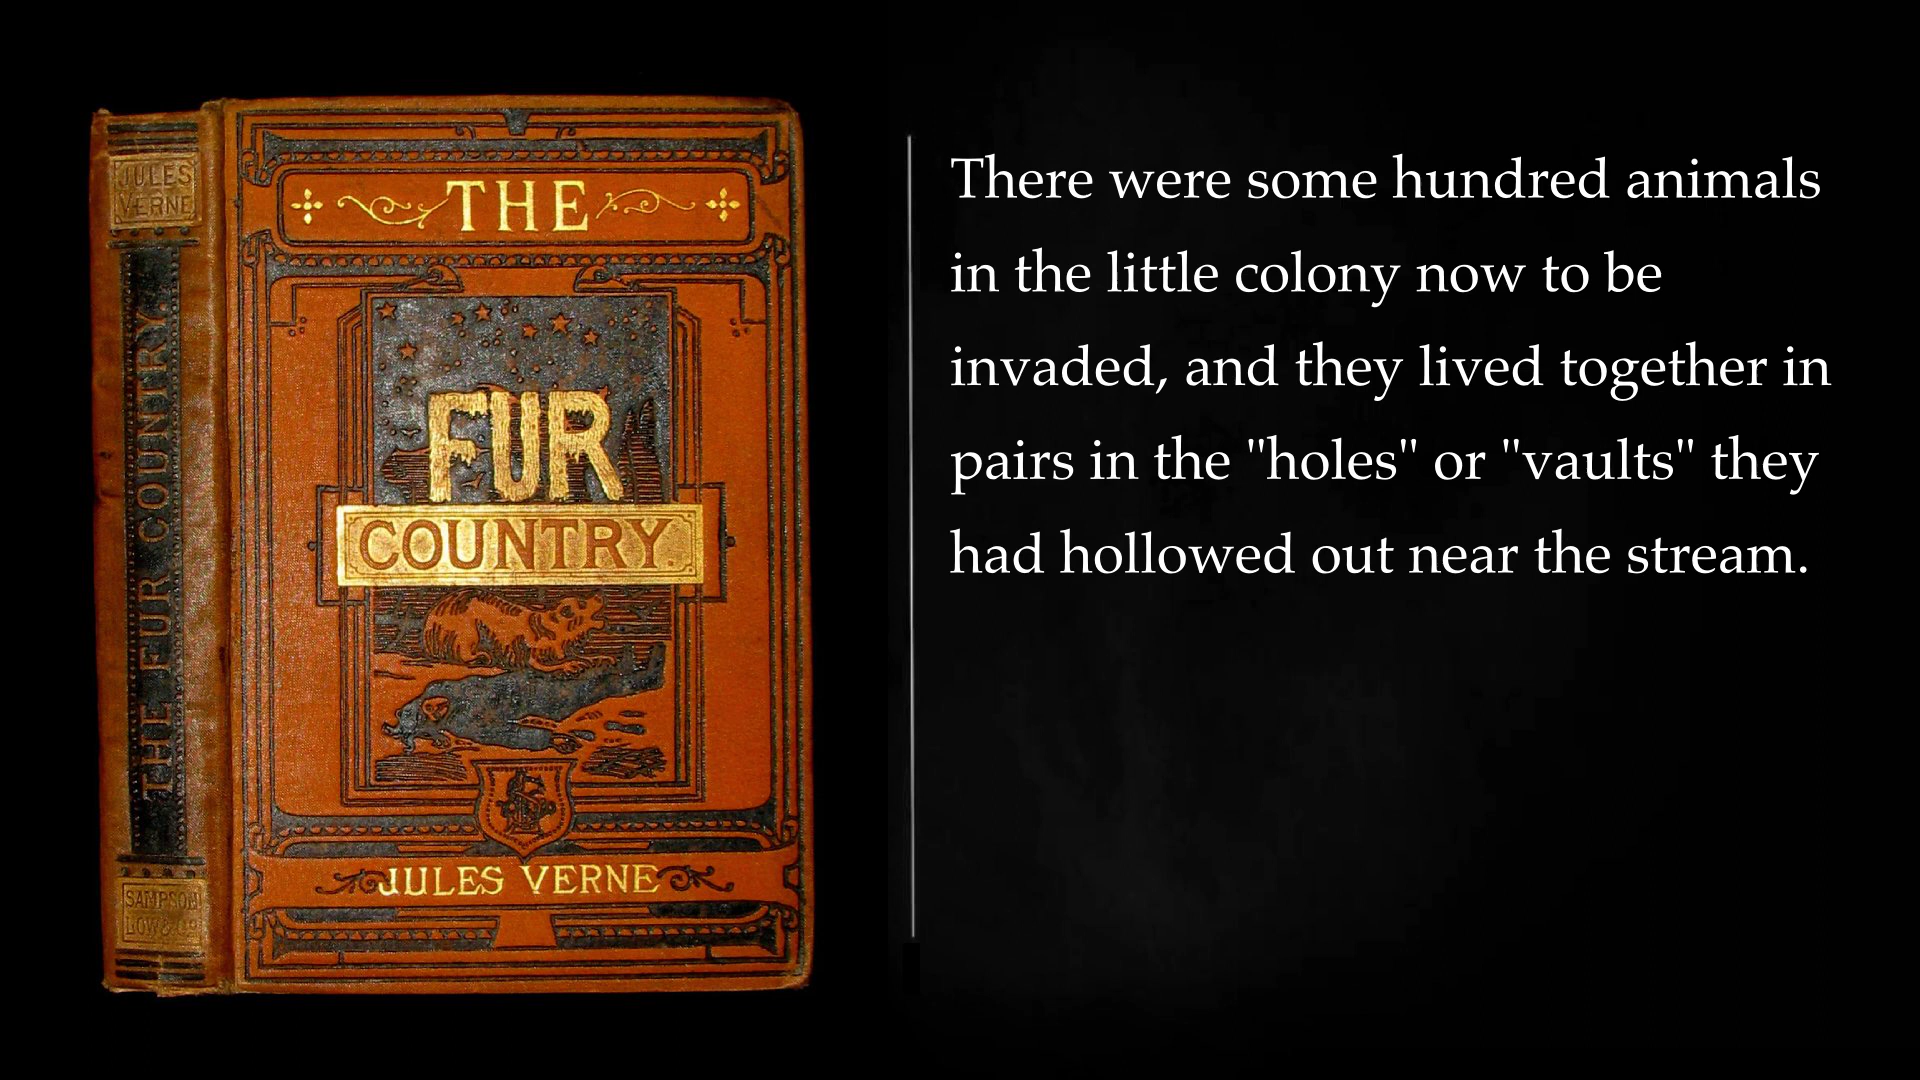 JULES
VERNE
THE FUR COUNTRY.
SAMPSON
LOW & Co
THE
FUR
COUNTRY.
JULES VERNE
There were some hundred animals
in the little colony now to be
invaded, and they lived together in
pairs in the "holes" or "vaults" they
had hollowed out near the stream.